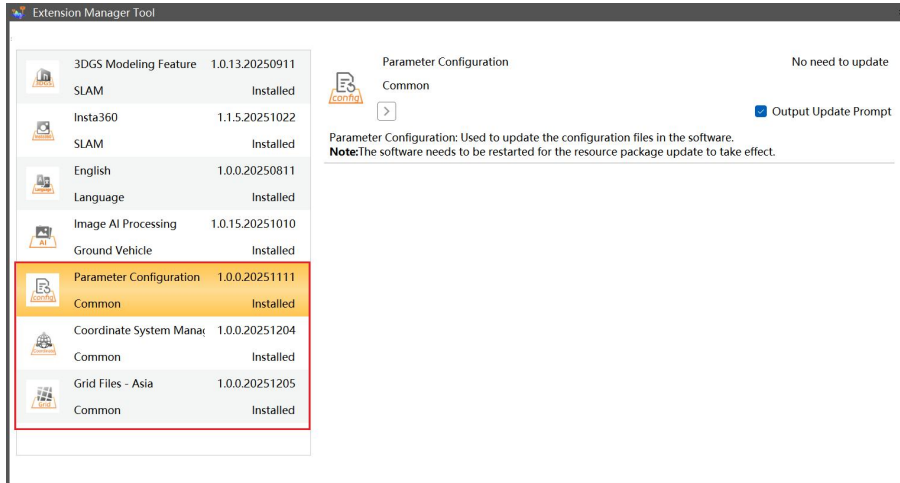 Extension Manager Tool
3DGS Modeling Feature 1.0.13.20250911
SLAM Installed
Insta360 1.1.5.20251022
SLAM Installed
English 1.0.0.20250811
Language Installed
Image AI Processing 1.0.15.20251010
AI
Ground Vehicle Installed
Parameter Configuration 1.0.0.20251111
config
Common Installed
Coordinate System Manag 1.0.0.20251204
Common Installed
Grid Files - Asia 1.0.0.20251205
Grid
Common Installed
Parameter Configuration No need to update
config
Common
Output Update Prompt
Parameter Configuration: Used to update the configuration files in the software.
Note:The software needs to be restarted for the resource package update to take effect.